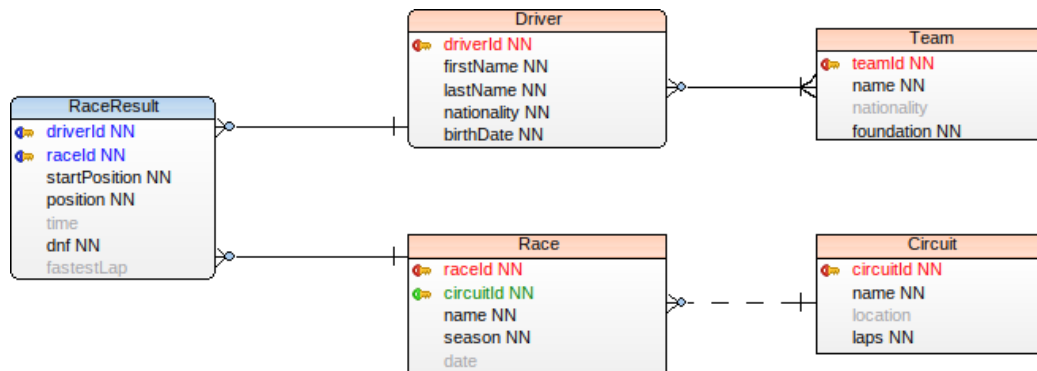 RaceResult
driverId NN
raceId NN
startPosition NN
position NN
time
dnf NN
fastestLap
Driver
driverId NN
firstName NN
lastName NN
nationality NN
birthDate NN
Team
teamId NN
name NN
nationality
foundation NN
Race
raceId NN
circuitId NN
name NN
season NN
date
Circuit
circuitId NN
name NN
location
laps NN